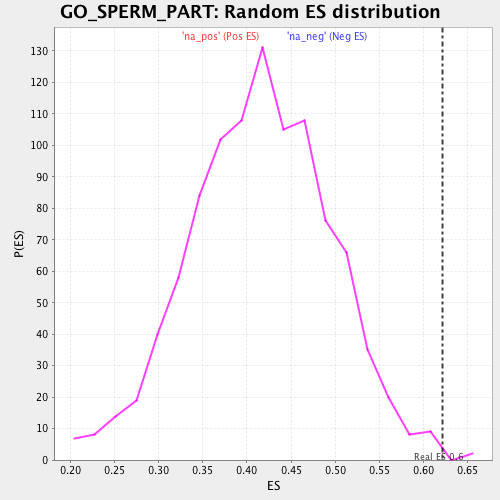 GO_SPERM_PART: Random ES distribution
'na_pos' (Pos ES) 'na_neg' (Neg ES)
P(ES)
130
120
110
100
90
80
70
60
50
40
30
20
10
0
Real ES 0.6
0.20 0.25 0.30 0.35 0.40 0.45 0.50 0.55 0.60 0.65
ES